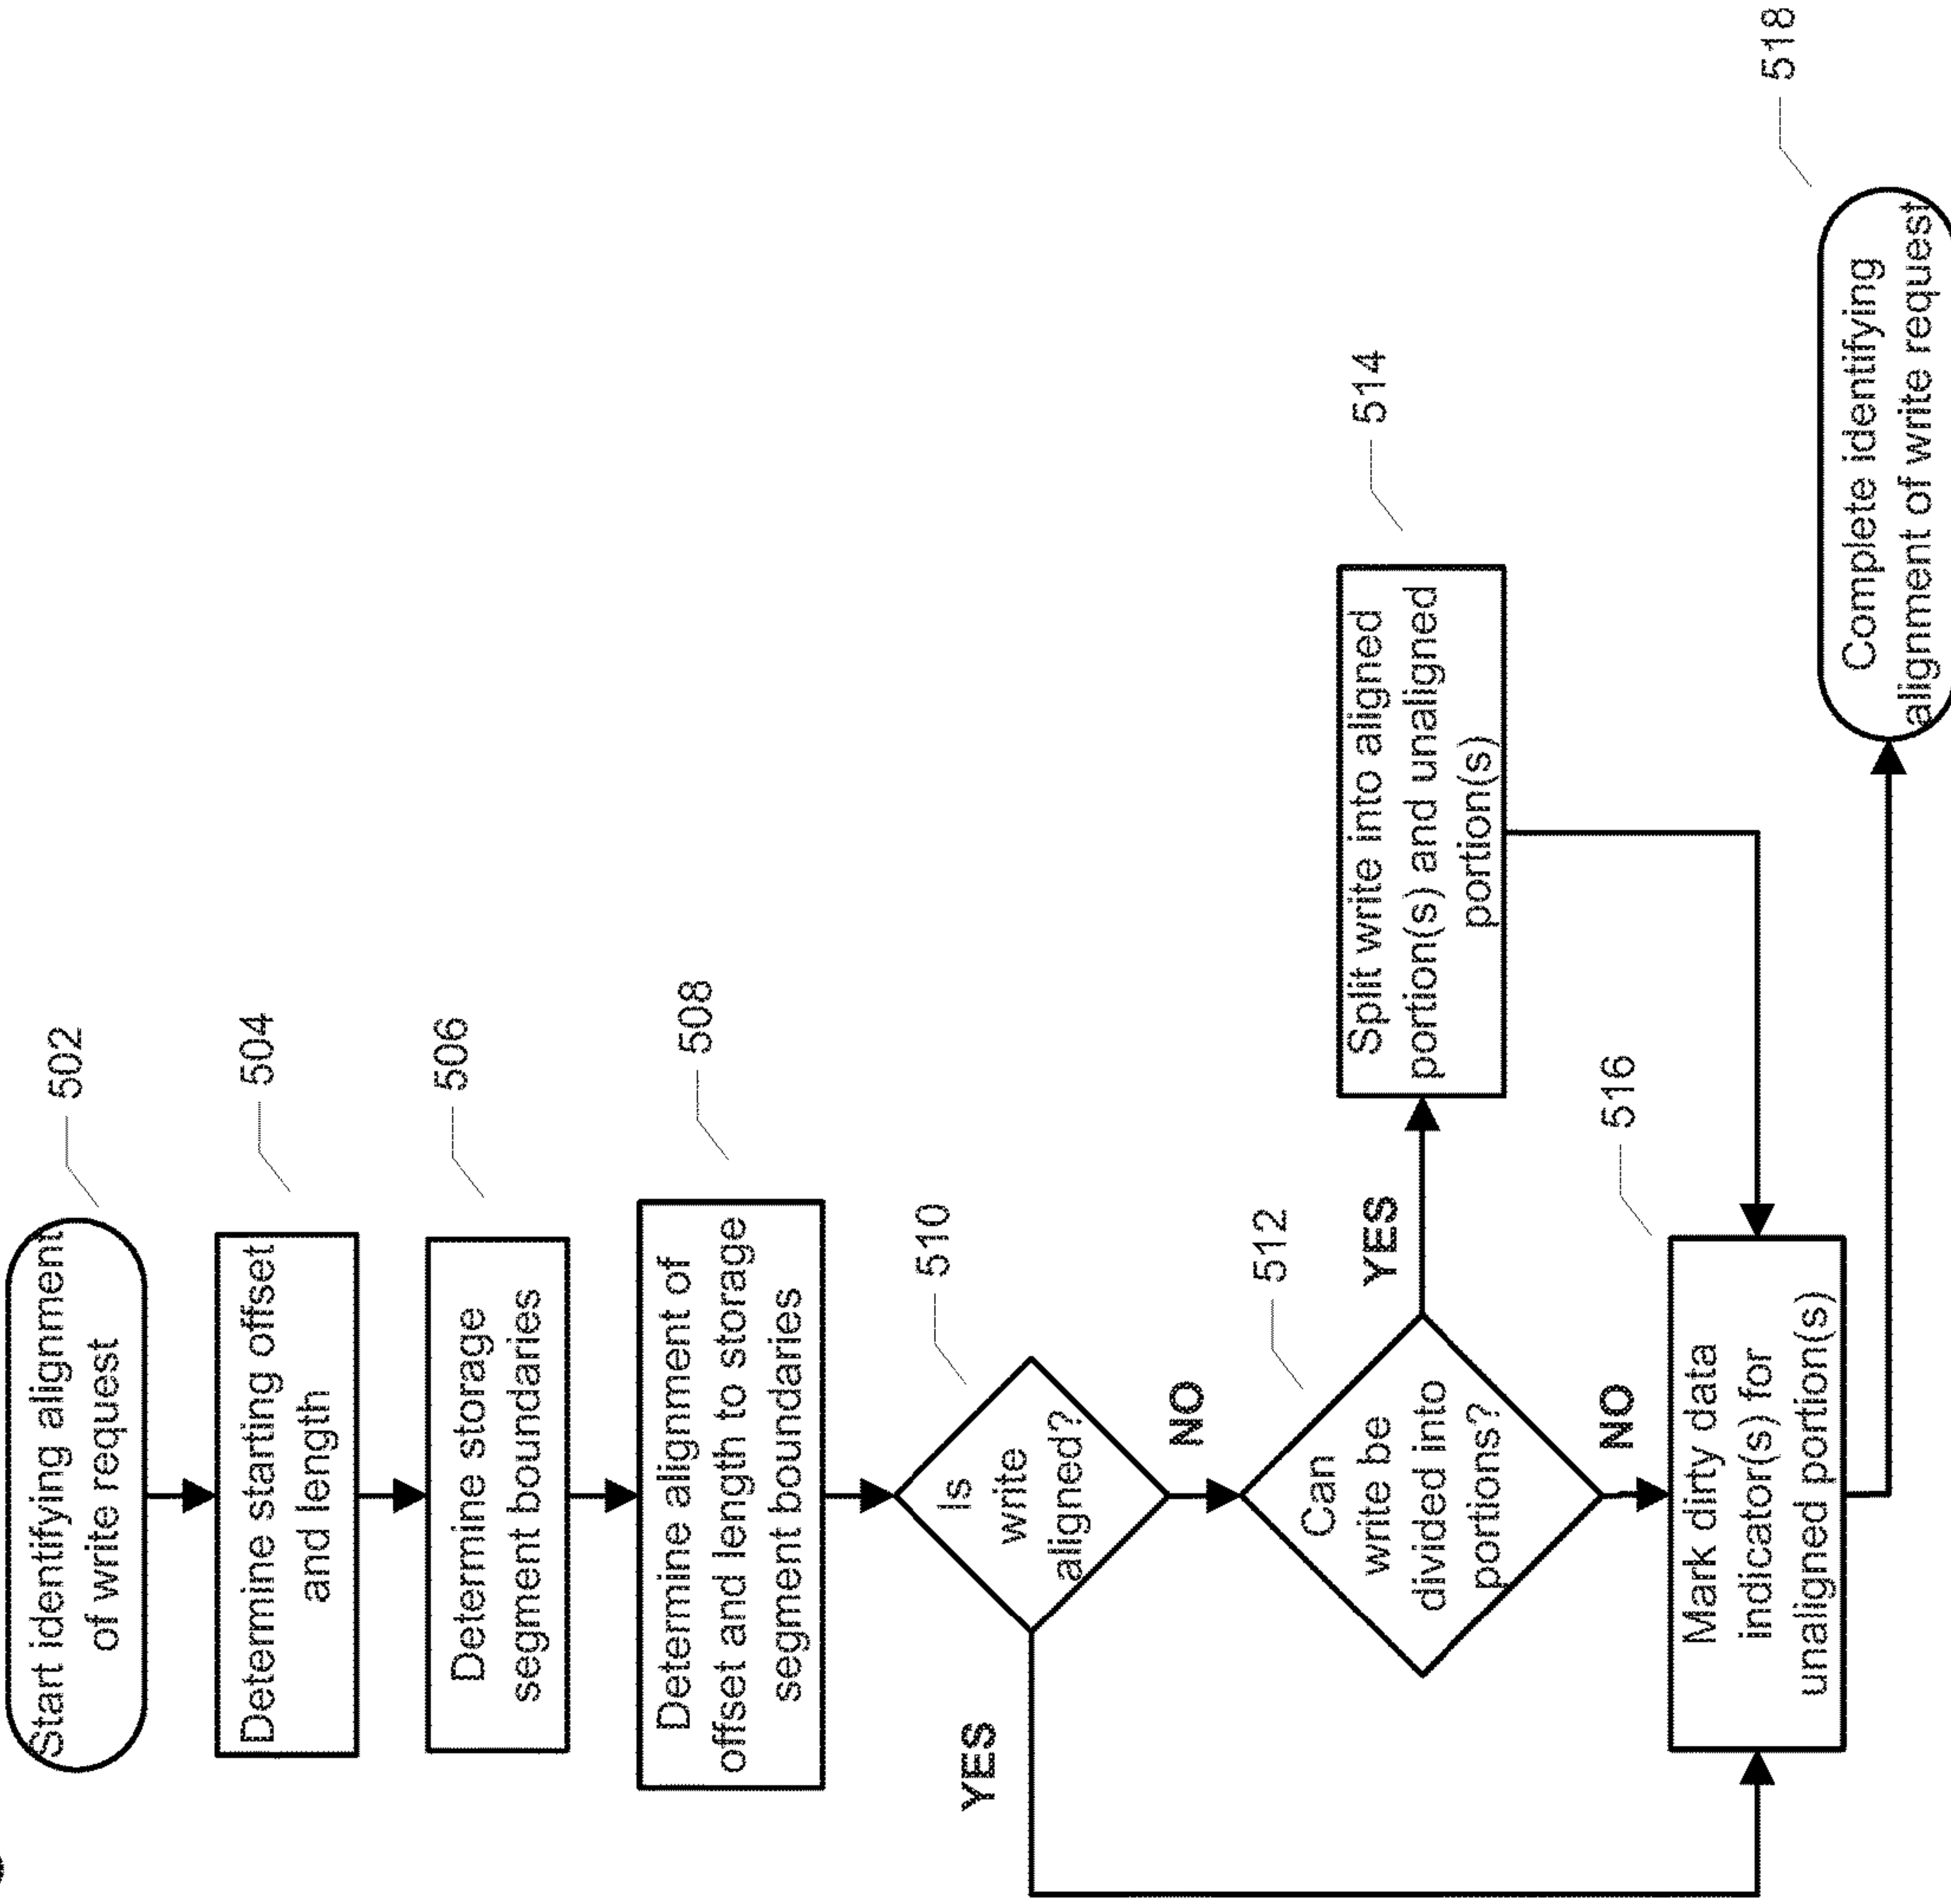 502
Start identifying alignment
of write request
504
Determine starting offset
and length
506
Determine storage
segment boundaries
508
Determine alignment of
offset and length to storage
segment boundaries
510
Is
write
aligned?
YES
NO
512
Can
write be
divided into
portions?
YES
NO
514
Split write into aligned
portion(s) and unaligned
portion(s)
516
Mark dirty data
indicator(s) for
unaligned portion(s)
518
Complete identifying
alignment of write request